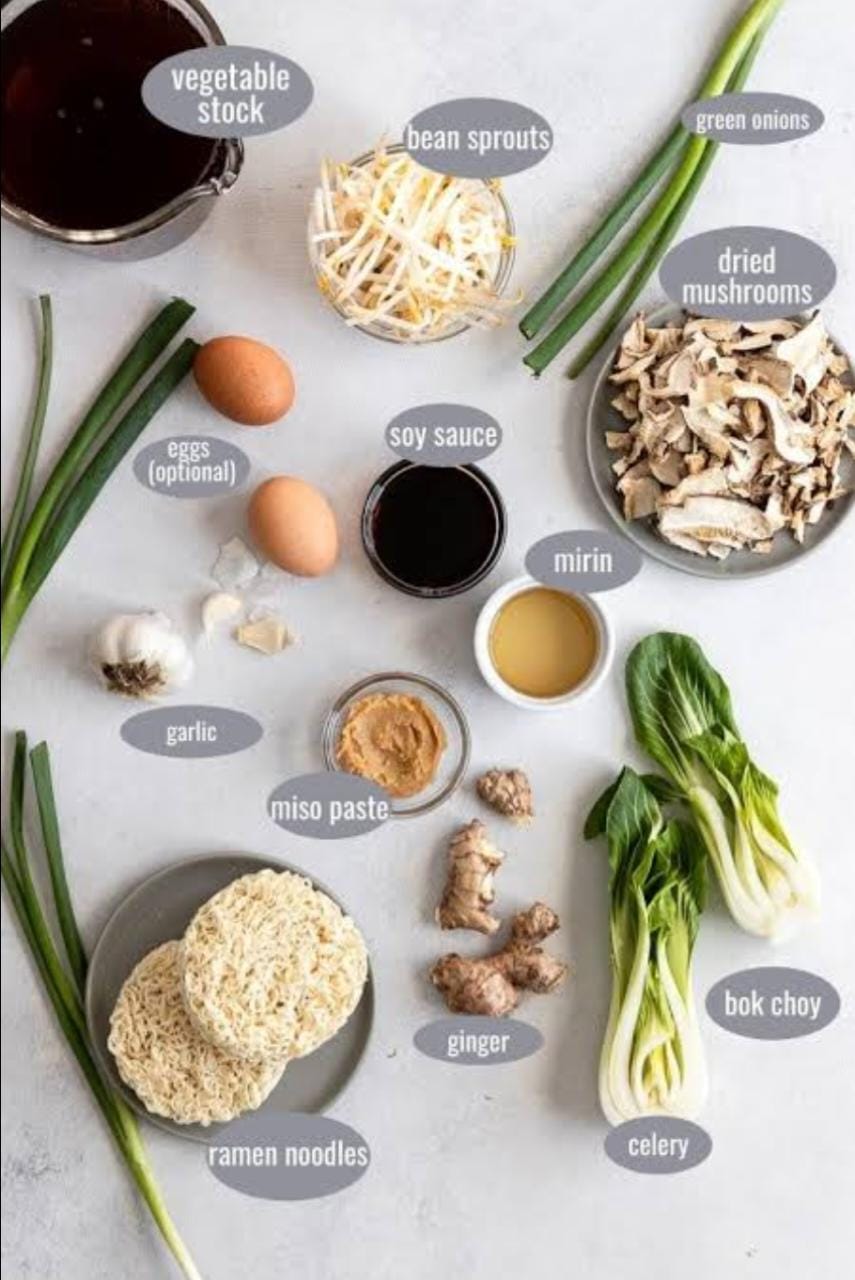 vegetable
stock
bean sprouts
green onions
dried
mushrooms
eggs
(optional)
soy sauce
mirin
garlic
miso paste
bok choy
ginger
celery
ramen noodles